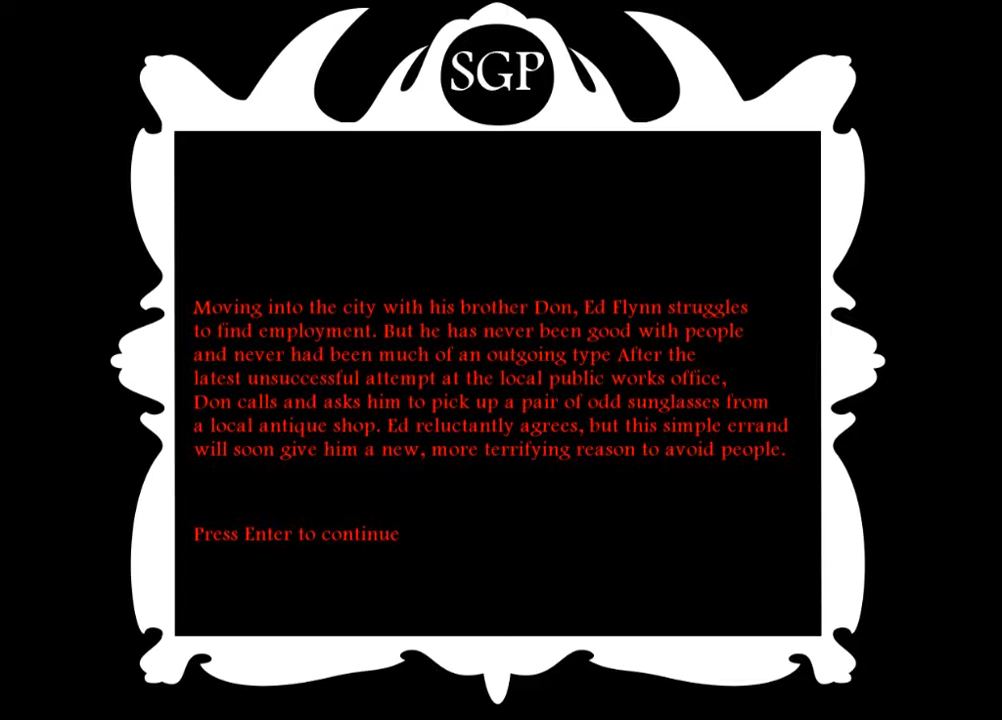 SGP
Moving into the city with his brother Don, Ed Flynn struggles
to find employment. But he has never been good with people
and never had been much of an outgoing type After the
latest unsuccessful attempt at the local public works office,
Don calls and asks him to pick up a pair of odd sunglasses from
a local antique shop. Ed reluctantly agrees, but this simple errand
will soon give him a new, more terrifying reason to avoid people.
Press Enter to continue